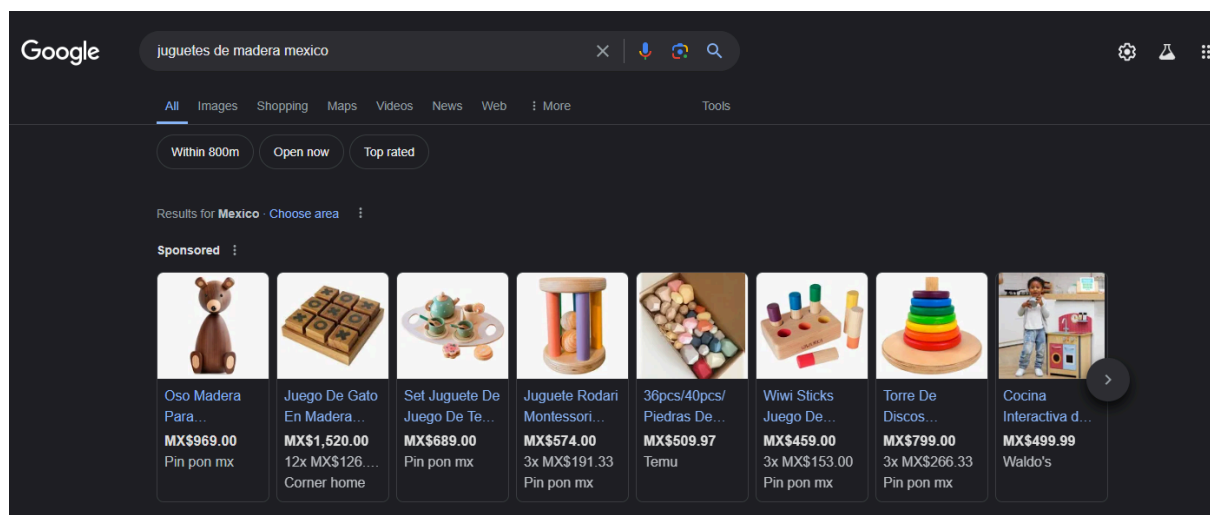 Google
juguetes de madera mexico
All Images Shopping Maps Videos News Web More Tools
Within 800m Open now Top rated
Results for Mexico · Choose area
Sponsored
Oso Madera
Para...
MX$969.00
Pin pon mx
Juego De Gato
En Madera...
MX$1,520.00
12x MX$126....
Corner home
Set Juguete De
Juego De Te...
MX$689.00
Pin pon mx
Juguete Rodari
Montessori...
MX$574.00
3x MX$191.33
Pin pon mx
36pcs/40pcs/
Piedras De...
MX$509.97
Temu
Wiwi Sticks
Juego De...
MX$459.00
3x MX$153.00
Pin pon mx
Torre De
Discos...
MX$799.00
3x MX$266.33
Pin pon mx
Cocina
Interactiva d...
MX$499.99
Waldo's